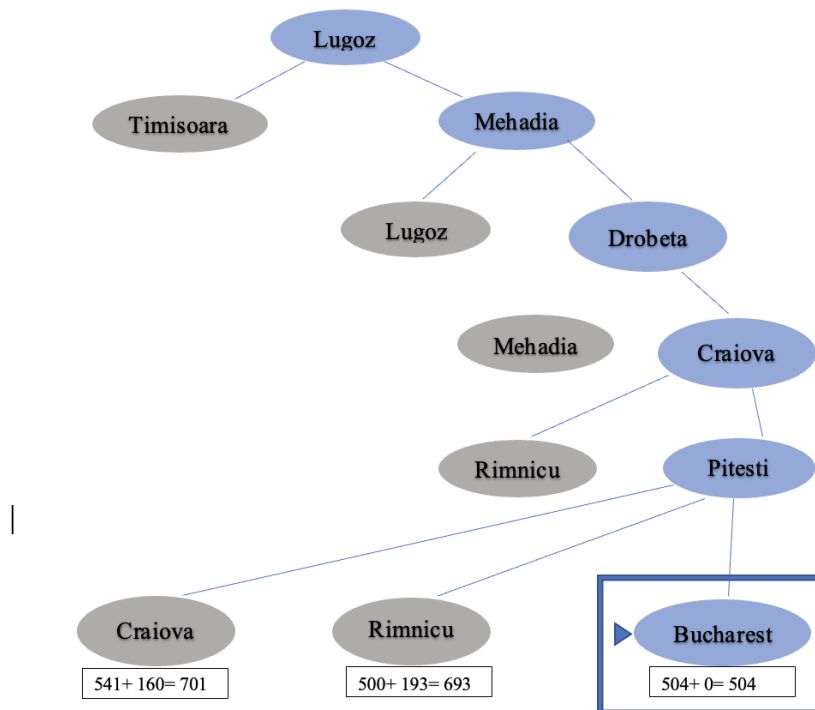 Lugoz
Timisoara
Mehadia
Lugoz
Drobeta
Mehadia
Craiova
Rimnicu
Pitesti
Craiova
Rimnicu
Bucharest
541+ 160= 701
500+ 193= 693
504+ 0= 504